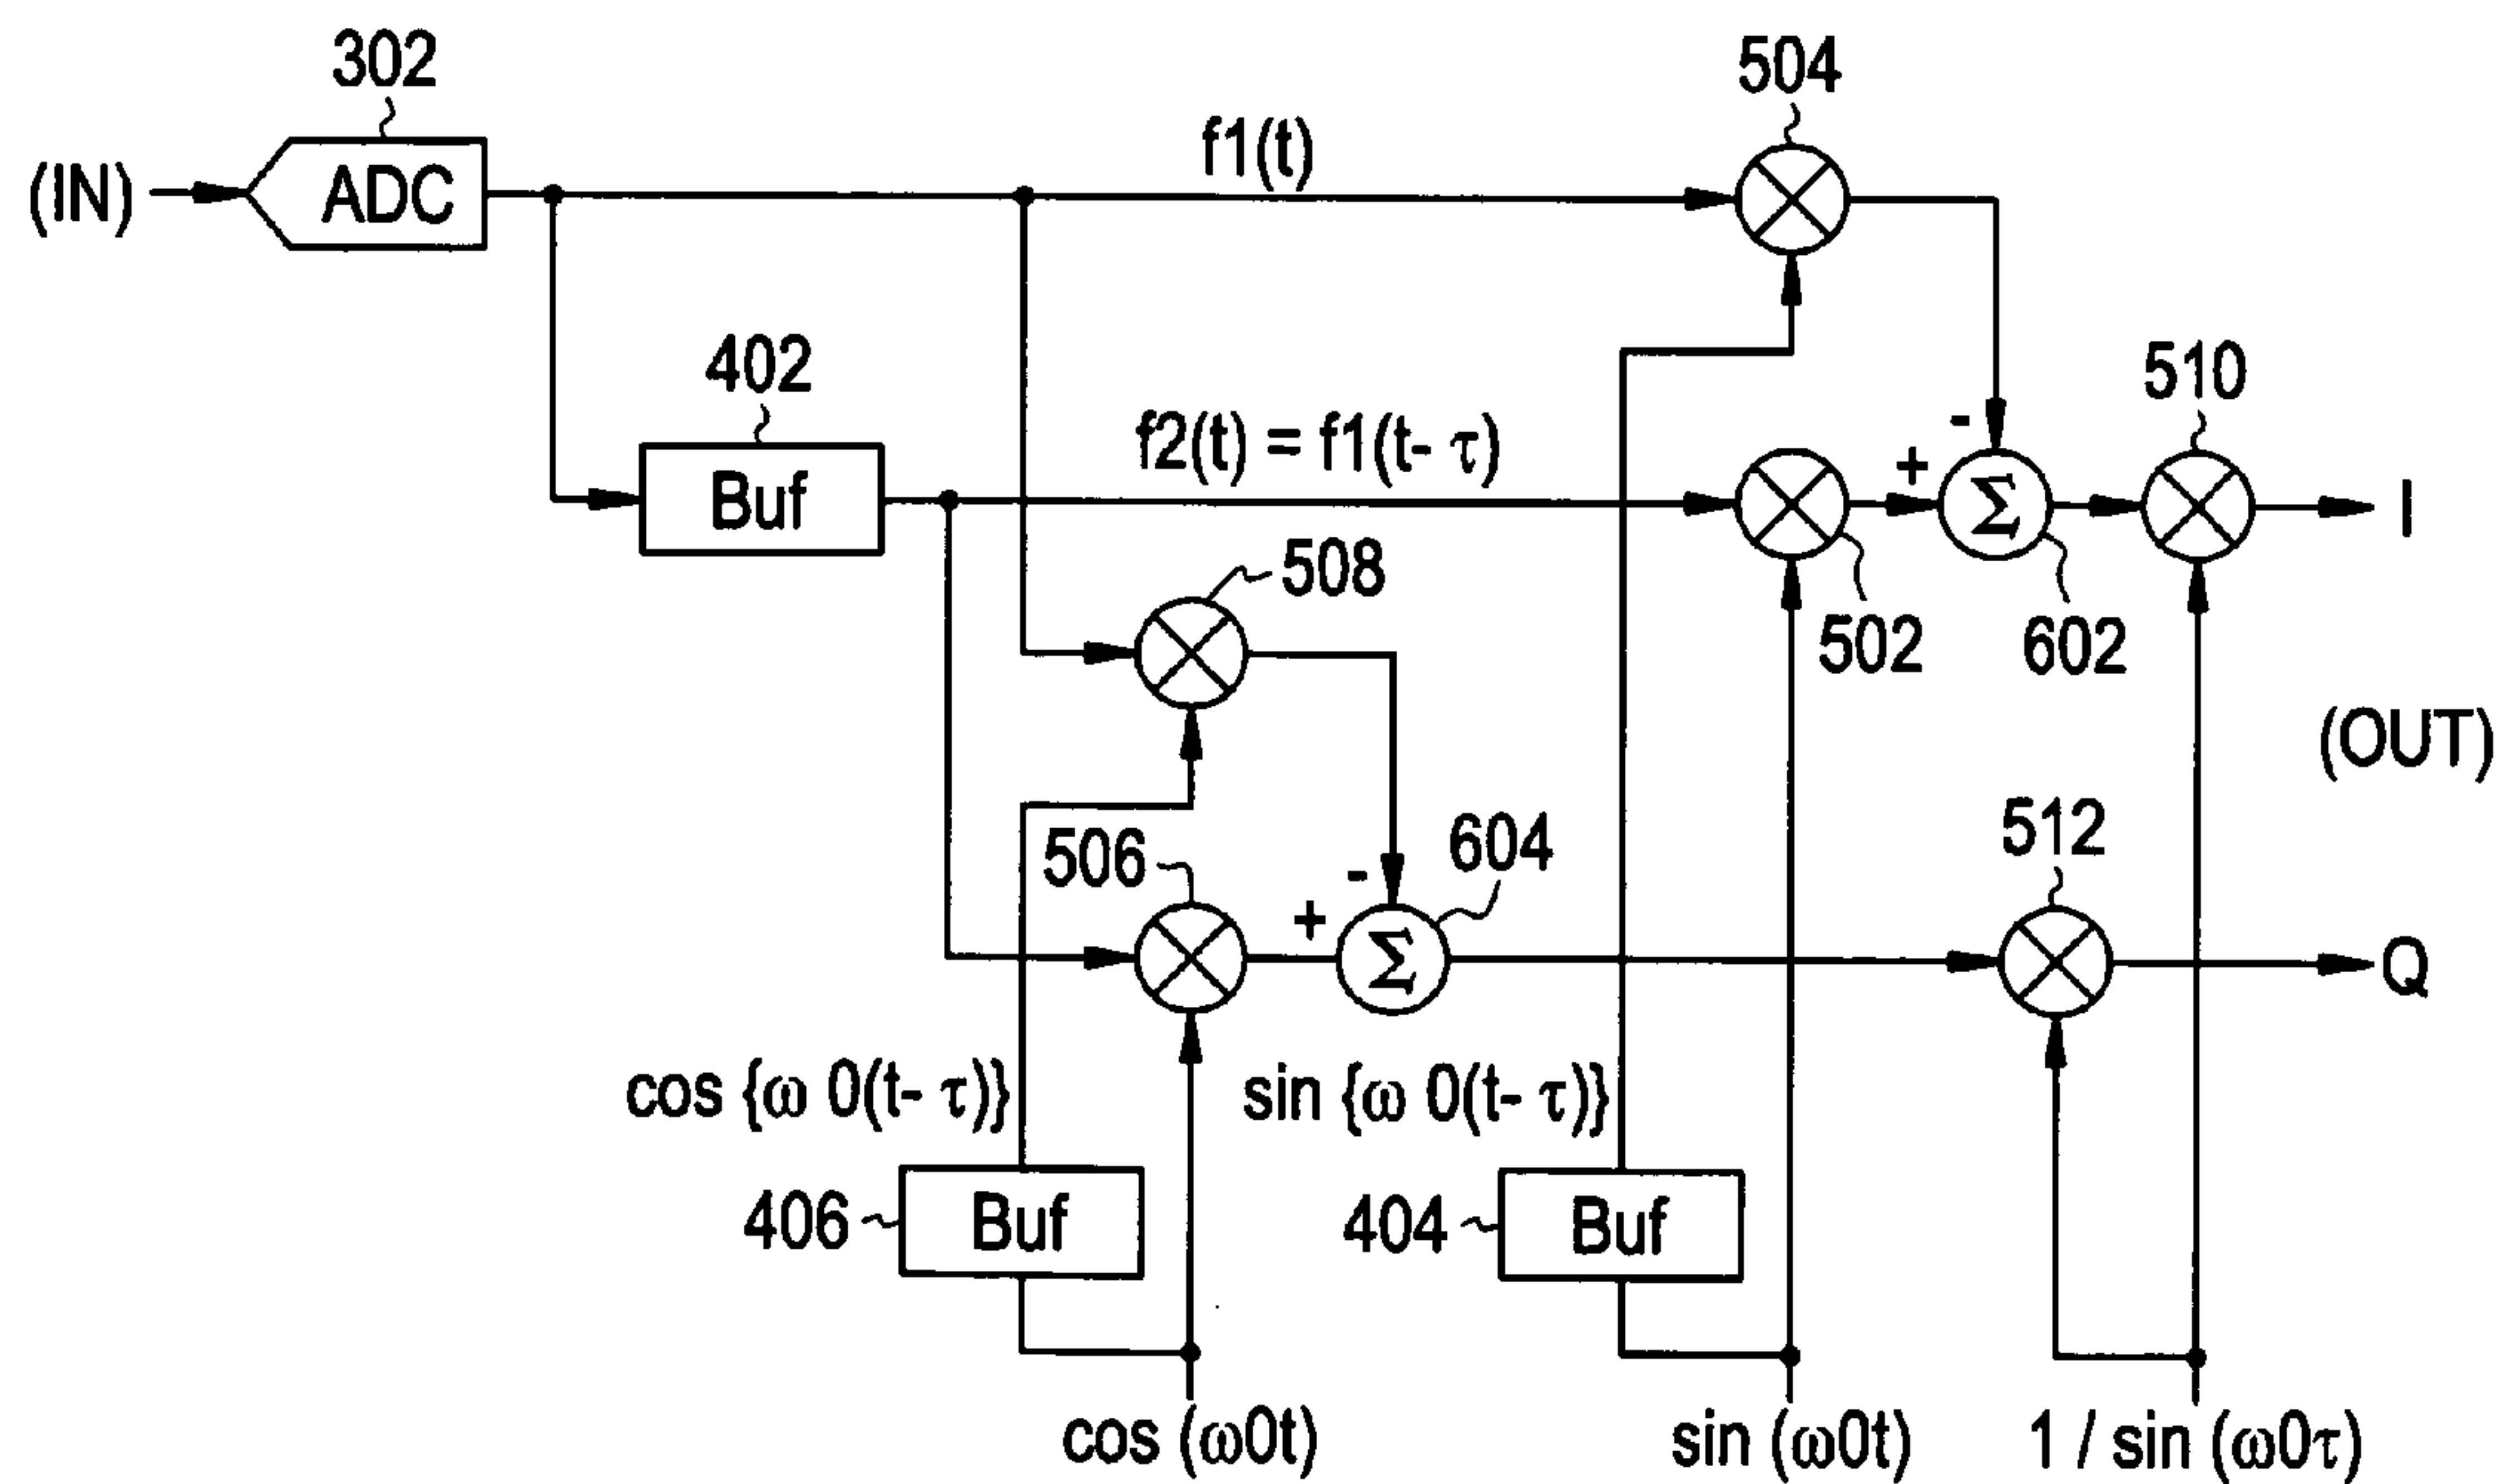 302
504
(IN)
ADC
f1(t)
402
510
f2(t) = f1(t- τ)
-
+
Buf
Σ
I
508
502
602
(OUT)
506
604
512
-
+
Σ
Q
cos {ω 0(t- τ)}
sin {ω 0(t- τ)}
406
Buf
404
Buf
cos (ω0t)
sin (ω0t)
1 / sin (ω0τ)